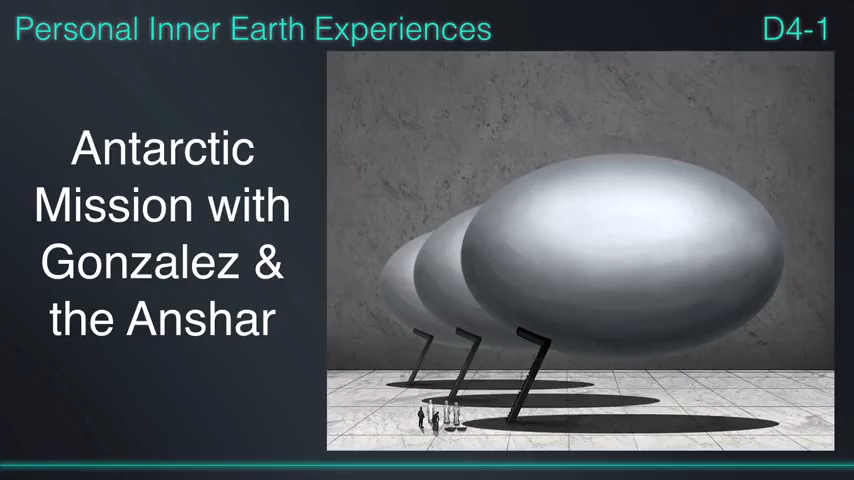 Personal Inner Earth Experiences
D4-1
Antarctic
Mission with
Gonzalez &
the Anshar